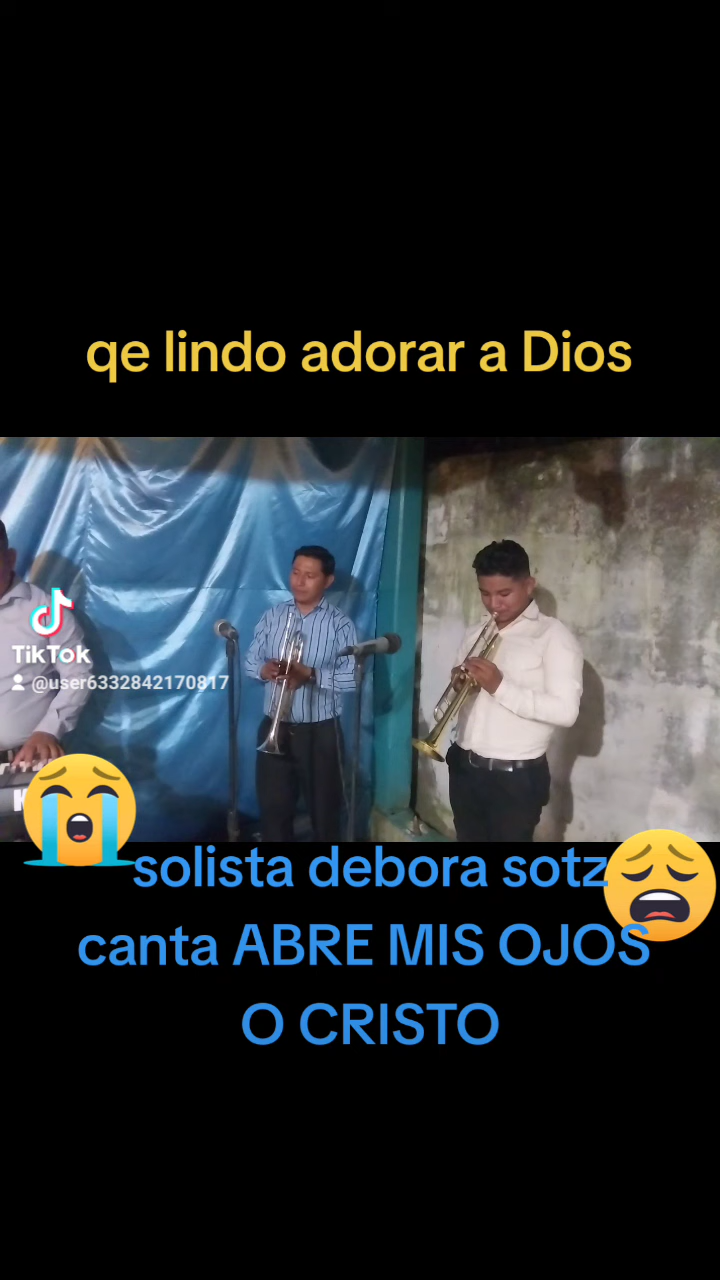 qe lindo adorar a Dios
TikTok
@user6332842170817
solista debora sotz
canta ABRE MIS OJOS
O CRISTO